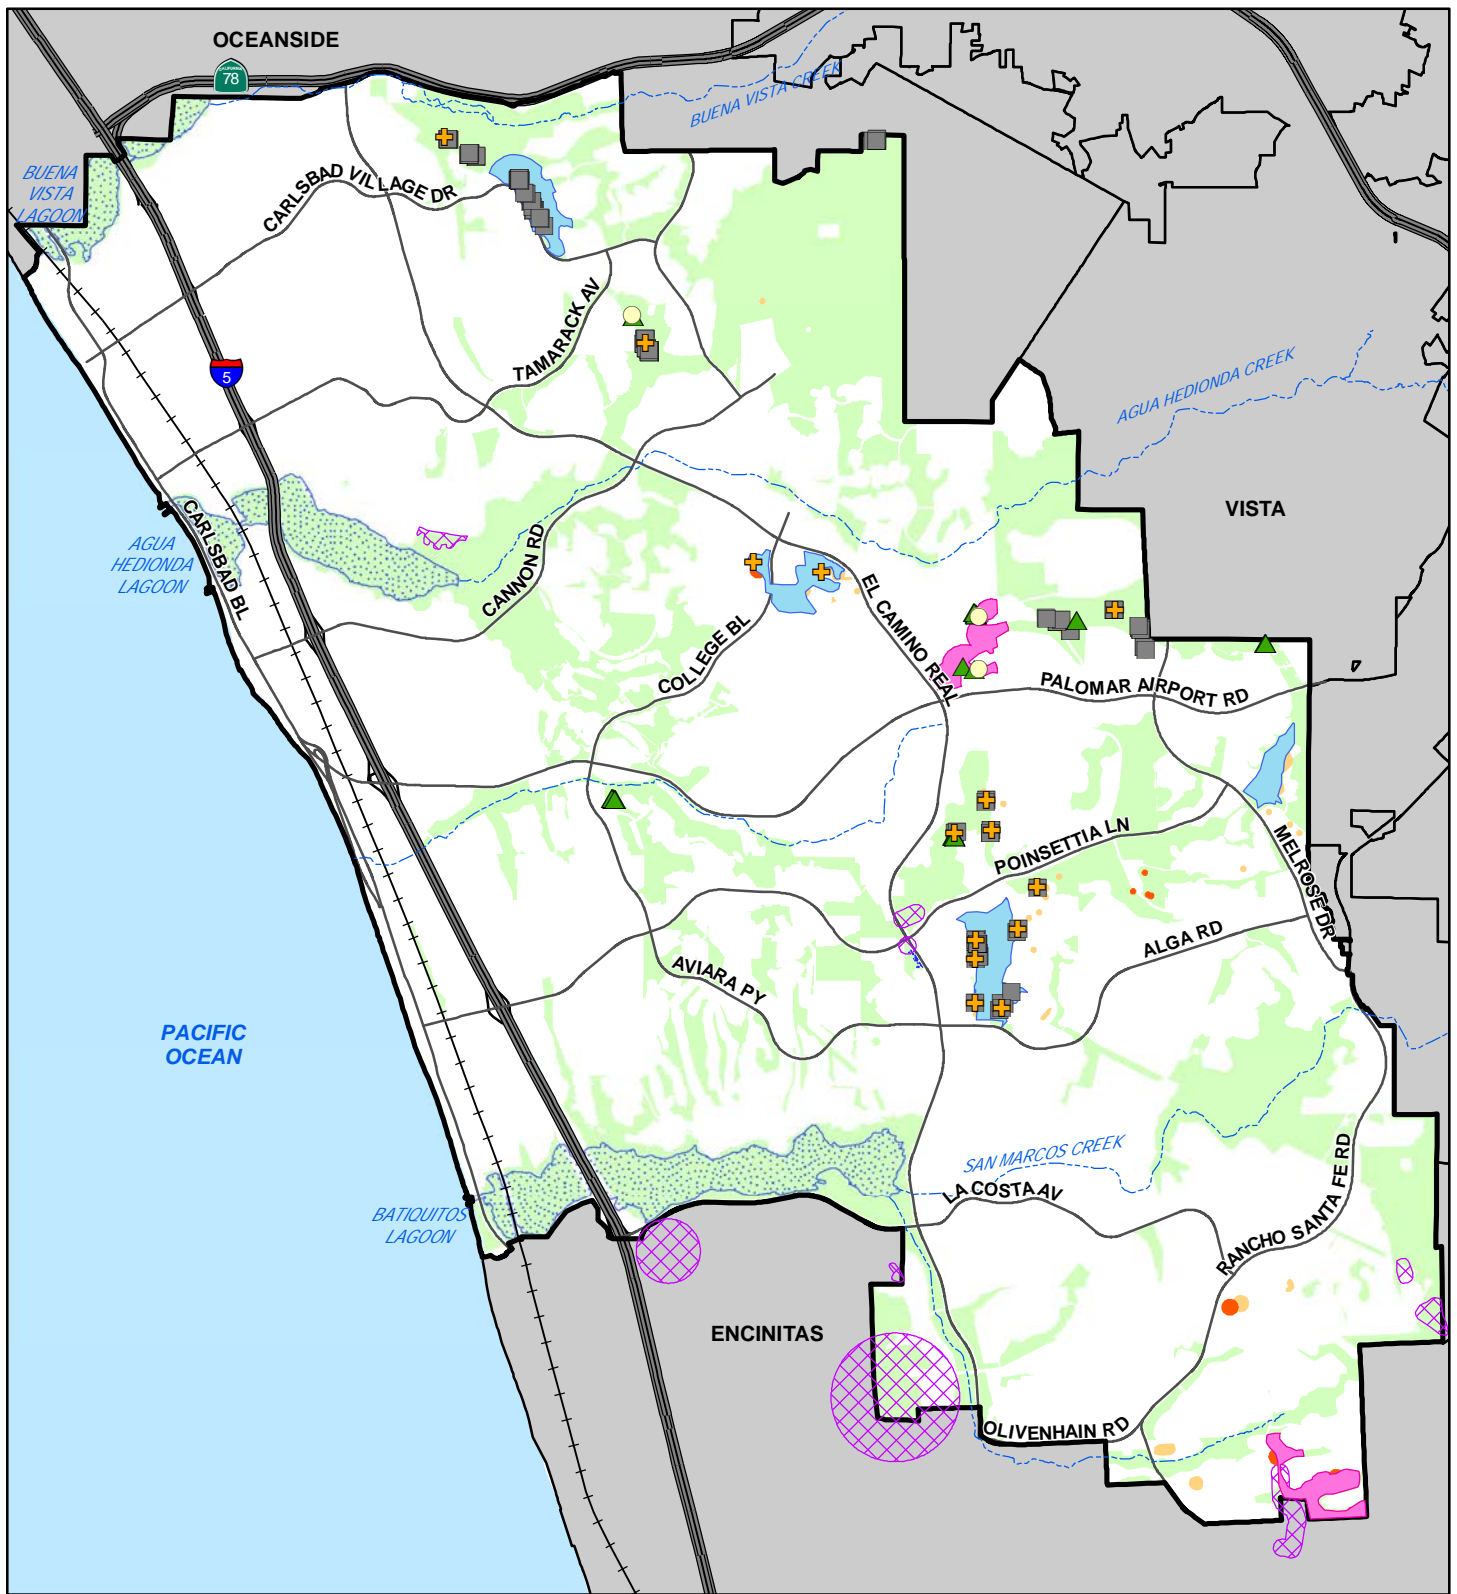 OCEANSIDE
CALIFORNIA
78
BUENA VISTA CREEK
BUENA
VISTA
LAGOON
CARLSBAD VILLAGE DR
TAMARACK AV
5
AGUA HEDIONDA CREEK
VISTA
CARLSBAD BL
AGUA
HEDIONDA
LAGOON
CANNON RD
EL CAMINO REAL
COLLEGE BL
PALOMAR AIRPORT RD
POINSETTIA LN
MELROSE DR
ALGA RD
AVIARA PY
PACIFIC
OCEAN
SAN MARCOS CREEK
LA COSTA AV
RANCHO SANTA FE RD
BATIQUITOS
LAGOON
ENCINITAS
OLIVENHAIN RD